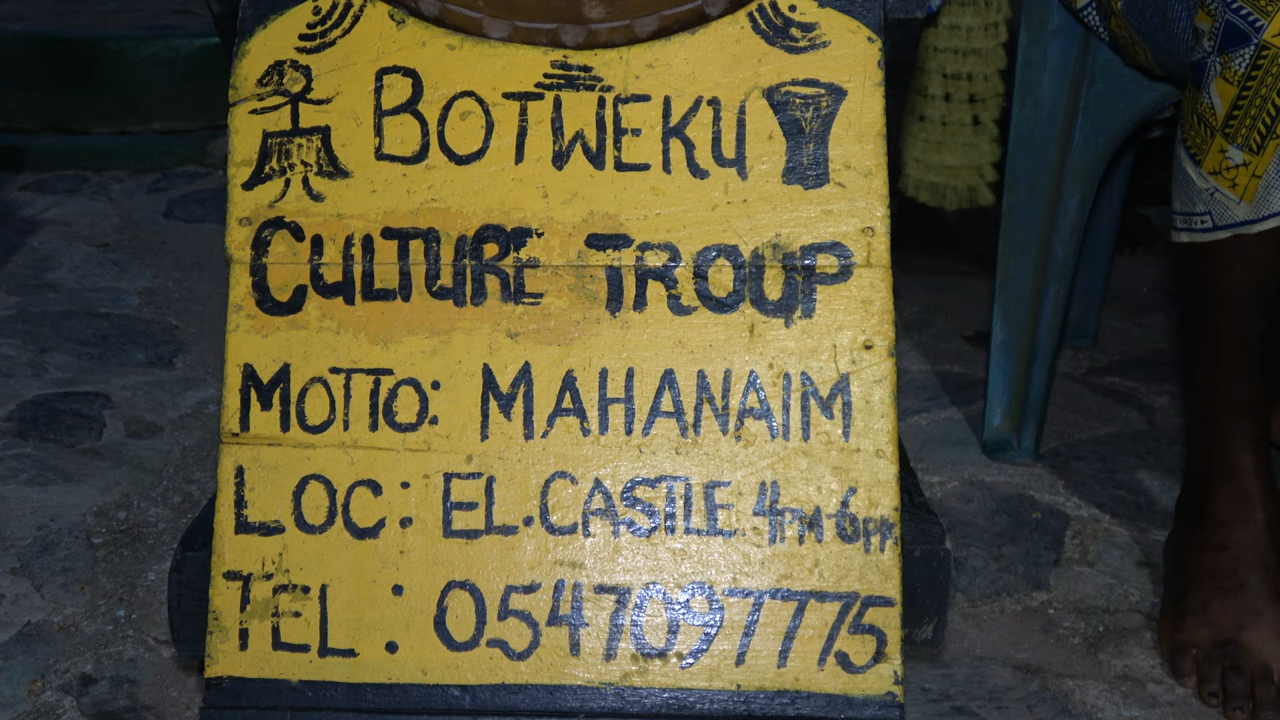 BOTWEKU
CULTURE TROUP
MOTTO: MAHANAIM
LOC: EL.CASTLE 4PM-6PM
TEL: 0547097775